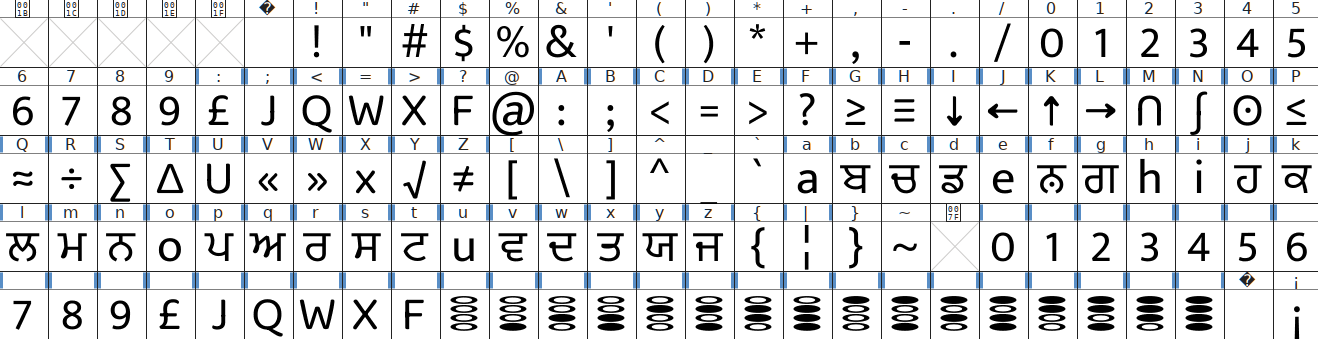 001B 001C 001D 001E 001F � ! " # $ % & ' ( ) * + , - . / 0 1 2 3 4 5
! " # $ % & ' ( ) * + , - . / 0 1 2 3 4 5
6 7 8 9 : ; < = > ? @ A B C D E F G H I J K L M N O P
6 7 8 9 £ J Q W X F @ : ; < = > ? ≥ ≡ ↓ ← ↑ → ∩ ∫ ⊙ ≤
Q R S T U V W X Y Z [ \ ] ^ _ ` a b c d e f g h i j k
≈ ÷ ∑ ∆ U « » x √ ≠ [ \ ] ^ _ ` a ਬ ਚ ਡ e ਗ h i ਹ ਕ
l m n o p q r s t u v w x y z { | } ~ 007F
ਲ ਮ ਨ o ਪ ਅ ਰ ਸ ਟ u ਵ ਦ ਤ ਯ ਜ { ¦ } ~ 0 1 2 3 4 5 6
� ¡
7 8 9 £ J Q W X F ¡